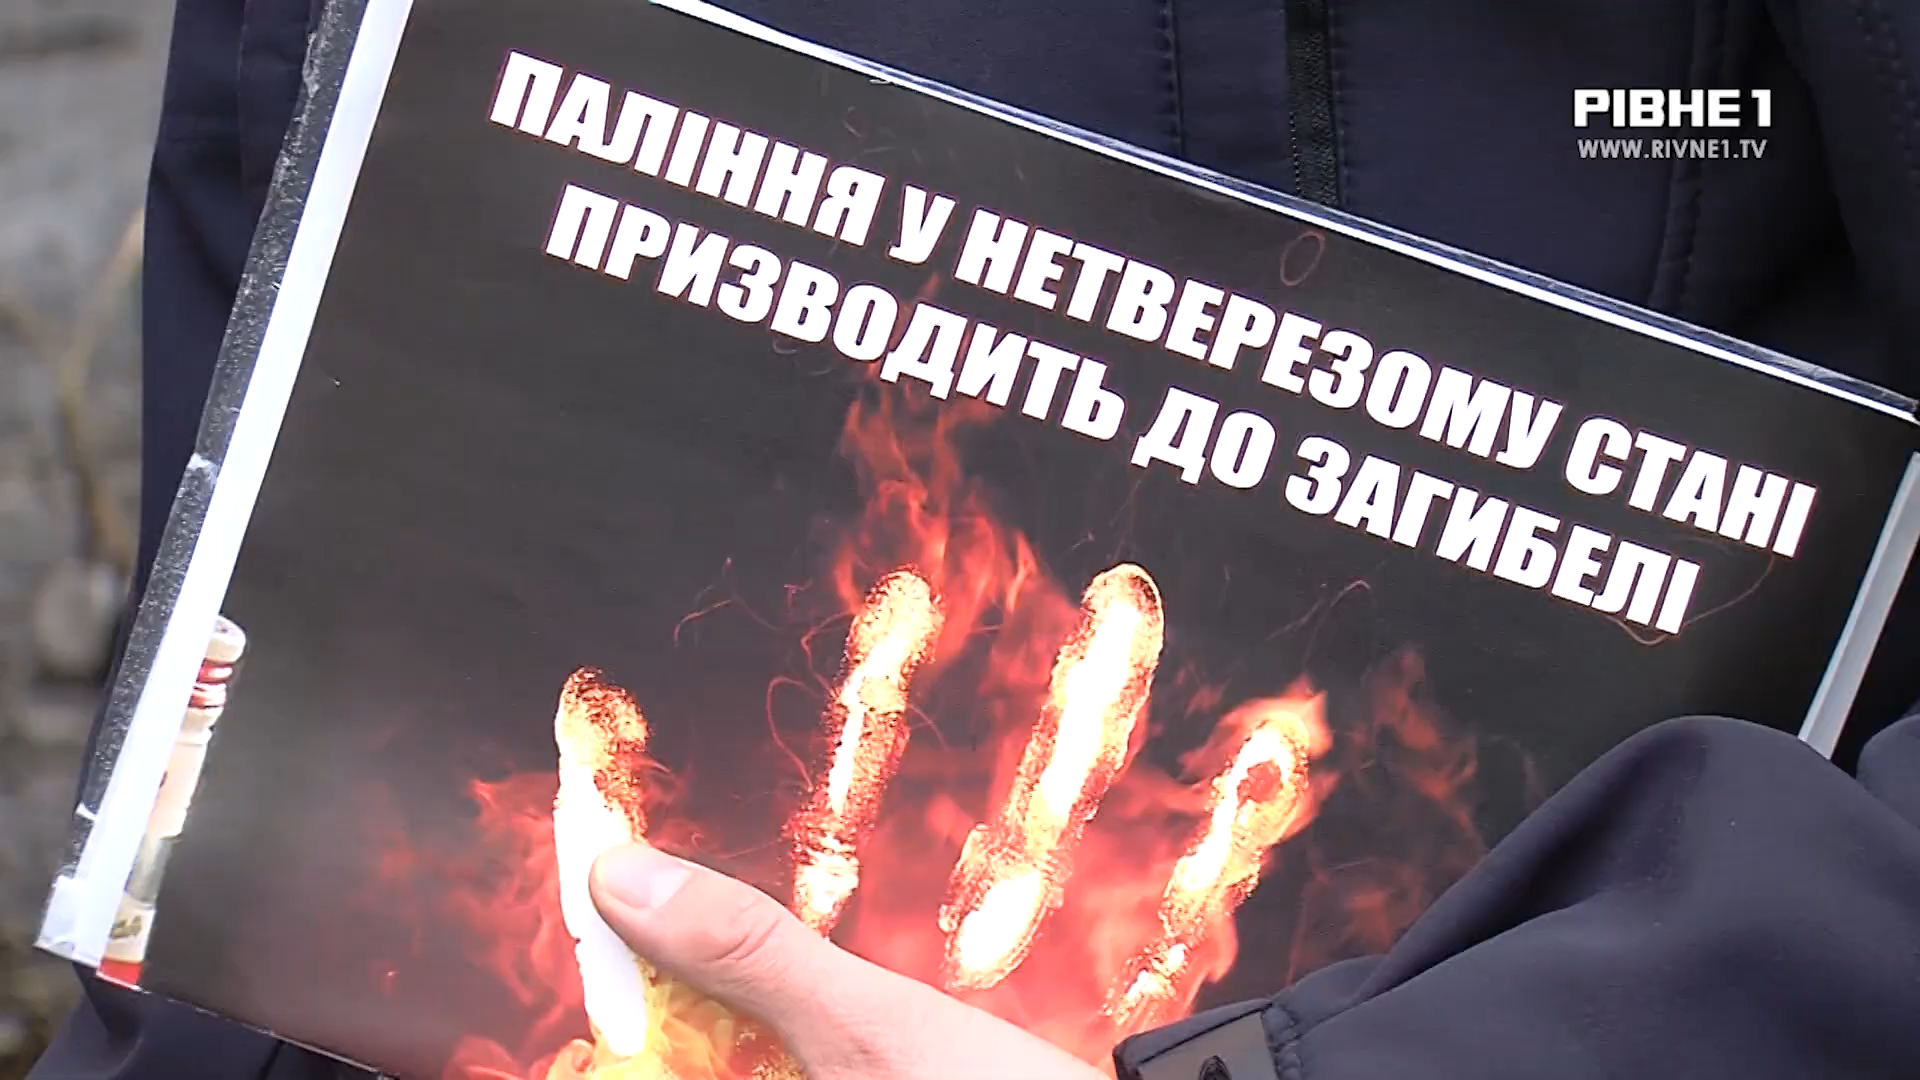 РІВНЕ 1
WWW.RIVNE1.TV
ПАЛІННЯ У НЕТВЕРЕЗОМУ СТАНІ
ПРИЗВОДИТЬ ДО ЗАГИБЕЛІ